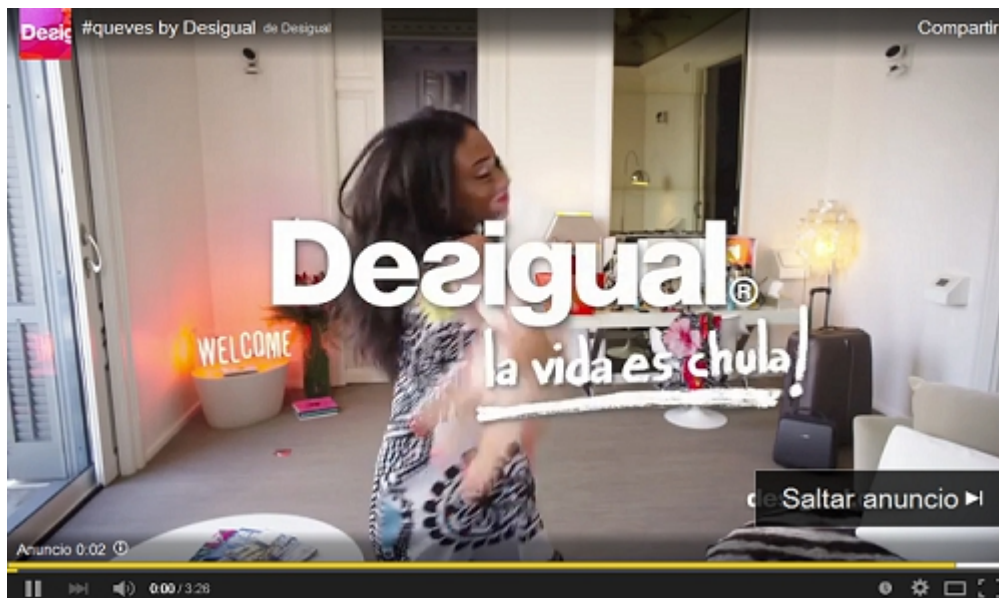 Desig
#queves by Desigual de Desigual
Compartir
Desigual®
la vida es chula!
WELCOME
Saltar anuncio
Anuncio 0:02
0:00 / 3:26